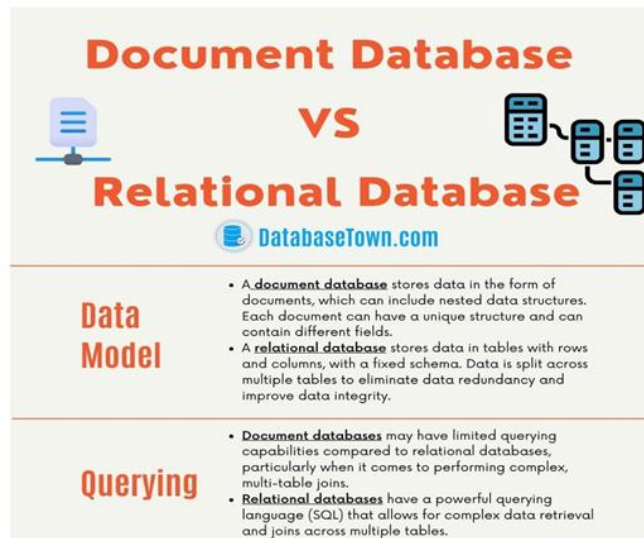 Document Database
vs
Relational Database
DatabaseTown.com
Data
Model
• A document database stores data in the form of
documents, which can include nested data structures.
Each document can have a unique structure and can
contain different fields.
• A relational database stores data in tables with rows
and columns, with a fixed schema. Data is split across
multiple tables to eliminate data redundancy and
improve data integrity.
Querying
• Document databases may have limited querying
capabilities compared to relational databases,
particularly when it comes to performing complex,
multi-table joins.
• Relational databases have a powerful querying
language (SQL) that allows for complex data retrieval
and joins across multiple tables.